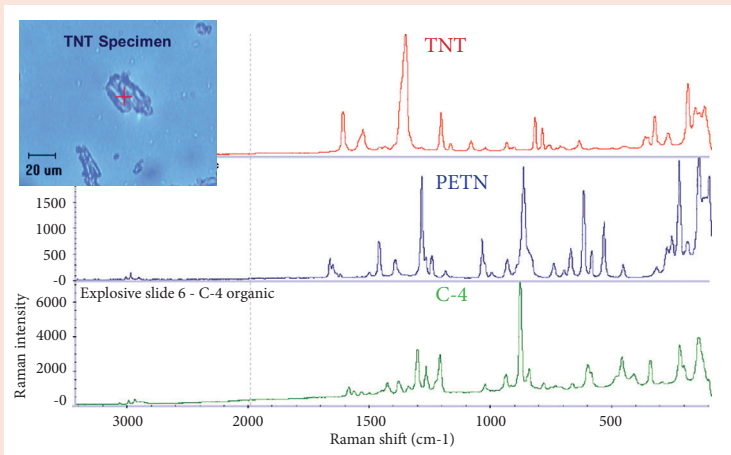 TNT Specimen
20 um
TNT
PETN
1500
1000
500
-0
Explosive slide 6 - C-4 organic
C-4
6000
4000
2000
-0
Raman intensity
3000
2000
1500
1000
500
Raman shift (cm-1)